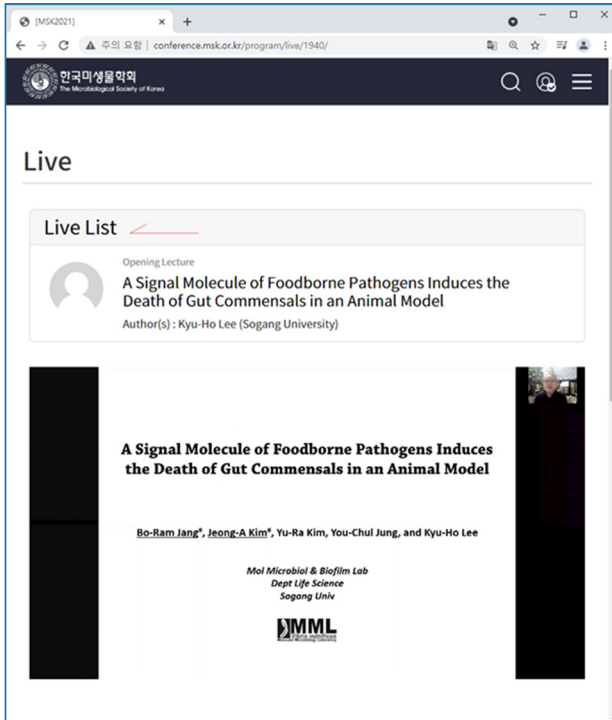 [MSK2021]
주의 요함 | conference.msk.or.kr/program/live/1940/
한국미생물학회
The Microbiological Society of Korea
Live
Live List
Opening Lecture
A Signal Molecule of Foodborne Pathogens Induces the
Death of Gut Commensals in an Animal Model
Author(s) : Kyu-Ho Lee (Sogang University)
A Signal Molecule of Foodborne Pathogens Induces
the Death of Gut Commensals in an Animal Model
Bo-Ram Jang#, Jeong-A Kim#, Yu-Ra Kim, You-Chul Jung, and Kyu-Ho Lee
Mol Microbiol & Biofilm Lab
Dept Life Science
Sogang Univ
MML